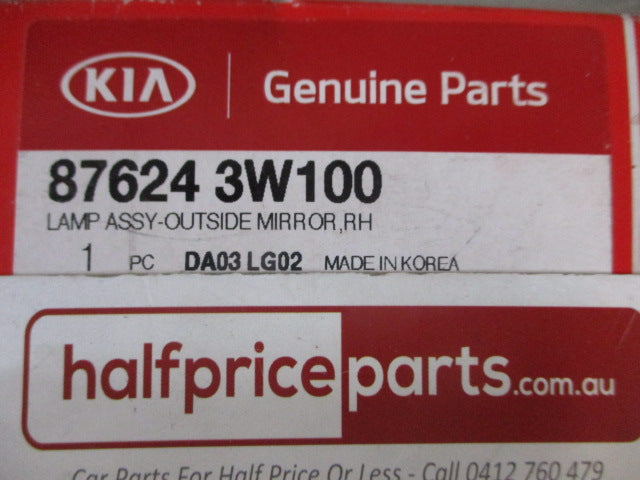 KIA Genuine Parts
87624 3W100
LAMP ASSY-OUTSIDE MIRROR,RH
1 PC DA03 LG02 MADE IN KOREA
halfpriceparts.com.au
Car Parts For Half Price Or Less - Call 0412 760 479